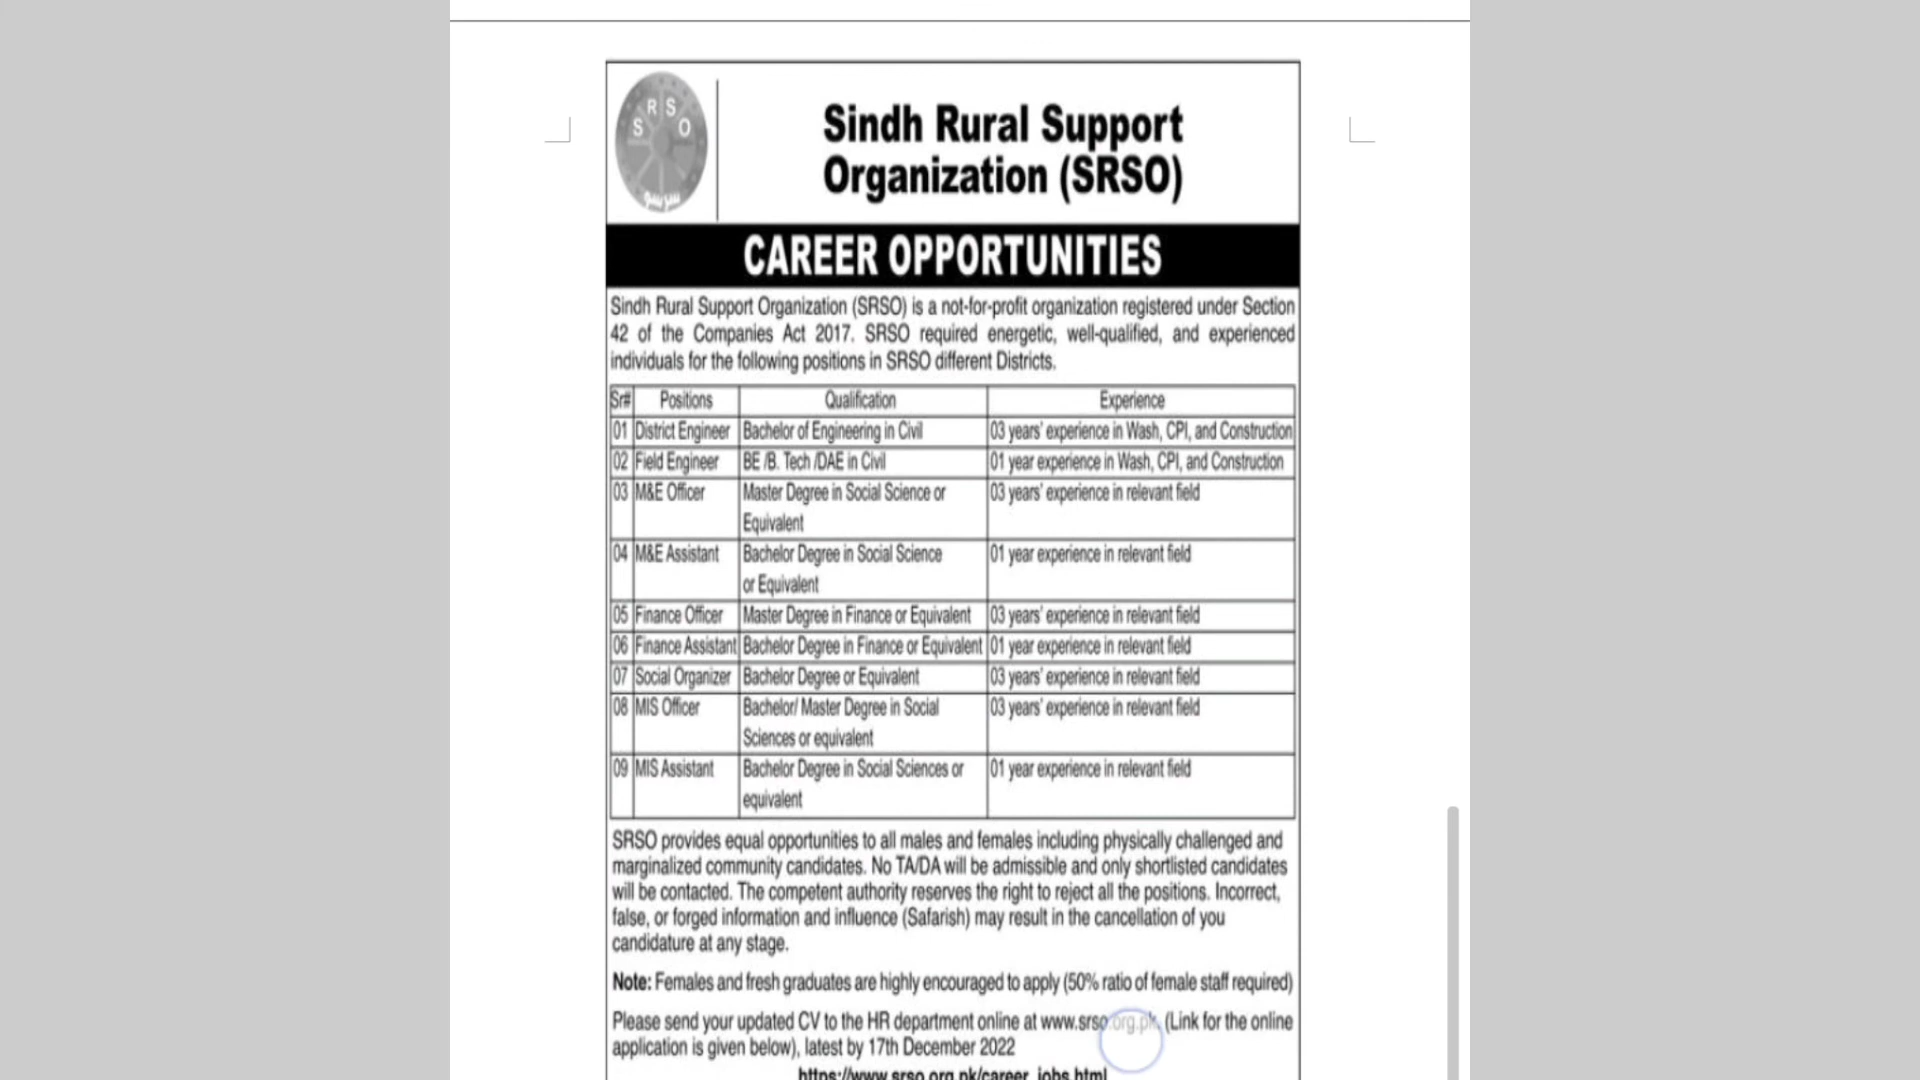 S R S O
سرسو
Sindh Rural Support
Organization (SRSO)
CAREER OPPORTUNITIES
Sindh Rural Support Organization (SRSO) is a not-for-profit organization registered under Section
42 of the Companies Act 2017. SRSO required energetic, well-qualified, and experienced
individuals for the following positions in SRSO different Districts.
Sr# Positions Qualification Experience
01 District Engineer Bachelor of Engineering in Civil 03 years' experience in Wash, CPI, and Construction
02 Field Engineer BE /B. Tech /DAE in Civil 01 year experience in Wash, CPI, and Construction
03 M&E Officer Master Degree in Social Science or 03 years' experience in relevant field
Equivalent
04 M&E Assistant Bachelor Degree in Social Science 01 year experience in relevant field
or Equivalent
05 Finance Officer Master Degree in Finance or Equivalent 03 years' experience in relevant field
06 Finance Assistant Bachelor Degree in Finance or Equivalent 01 year experience in relevant field
07 Social Organizer Bachelor Degree or Equivalent 03 years' experience in relevant field
08 MIS Officer Bachelor/ Master Degree in Social 03 years' experience in relevant field
Sciences or equivalent
09 MIS Assistant Bachelor Degree in Social Sciences or 01 year experience in relevant field
equivalent
SRSO provides equal opportunities to all males and females including physically challenged and
marginalized community candidates. No TA/DA will be admissible and only shortlisted candidates
will be contacted. The competent authority reserves the right to reject all the positions. Incorrect,
false, or forged information and influence (Safarish) may result in the cancellation of you
candidature at any stage.
Note: Females and fresh graduates are highly encouraged to apply (50% ratio of female staff required)
Please send your updated CV to the HR department online at www.srso.org.pk. (Link for the online
application is given below), latest by 17th December 2022
https://www.srso.org.pk/career_jobs.html